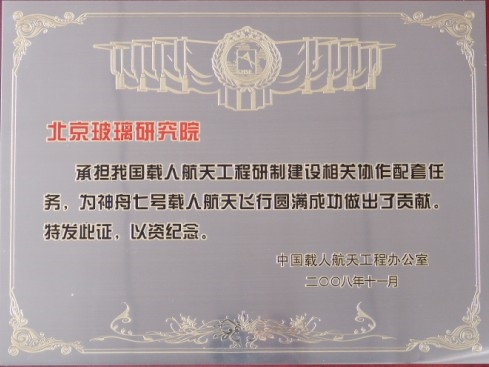 北京玻璃研究院
承担我国载人航天工程研制建设相关协作配套任
务，为神舟七号载人航天飞行圆满成功做出了贡献。
特发此证，以资纪念。
中国载人航天工程办公室
二〇〇八年十一月